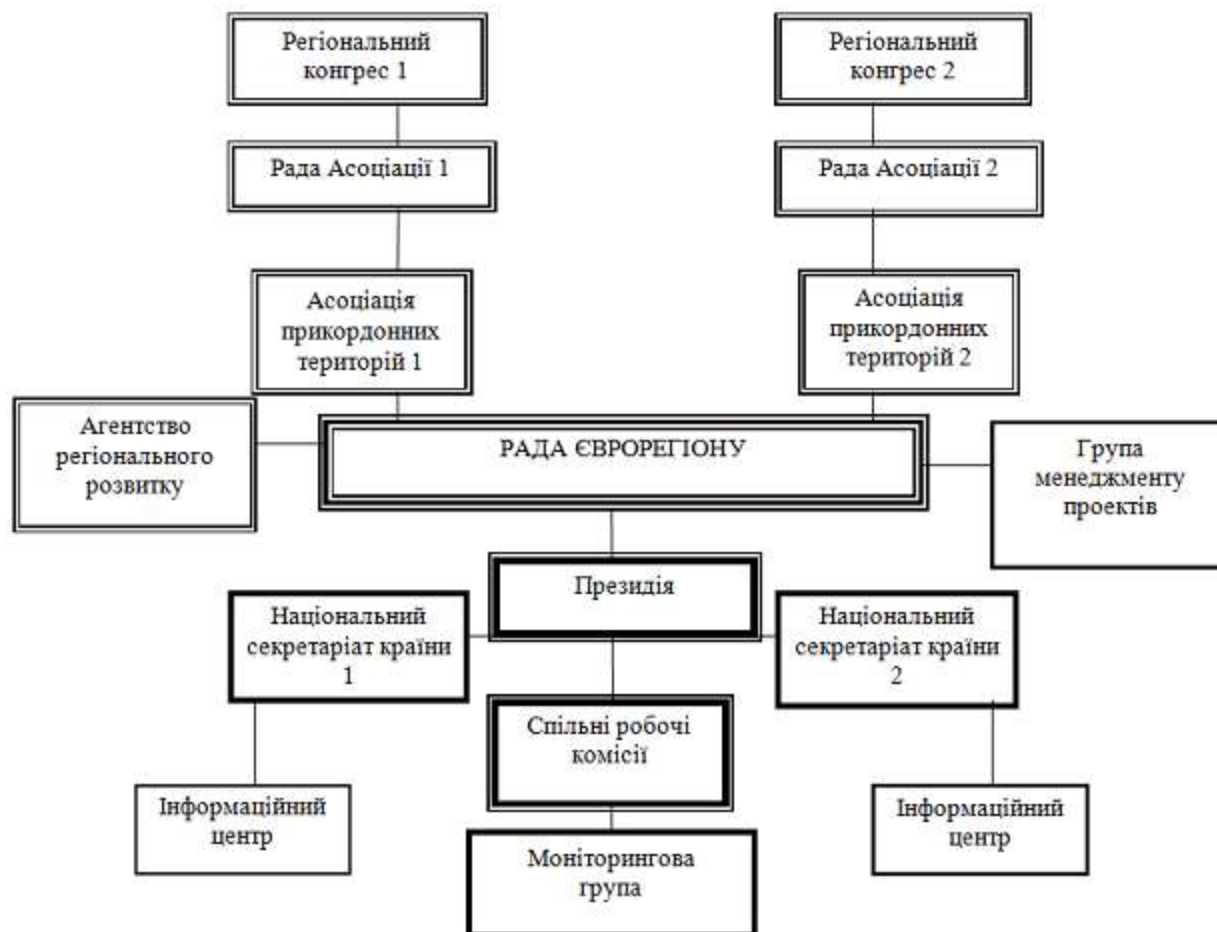 Регіональний
конгрес 1
Регіональний
конгрес 2
Рада Асоціації 1
Рада Асоціації 2
Асоціація
прикордонних
територій 1
Асоціація
прикордонних
територій 2
Агентство
регіонального
розвитку
РАДА ЄВРОРЕГІОНУ
Група
менеджменту
проектів
Президія
Національний
секретаріат країни
1
Національний
секретаріат країни
2
Спільні робочі
комісії
Інформаційний
центр
Інформаційний
центр
Моніторингова
група